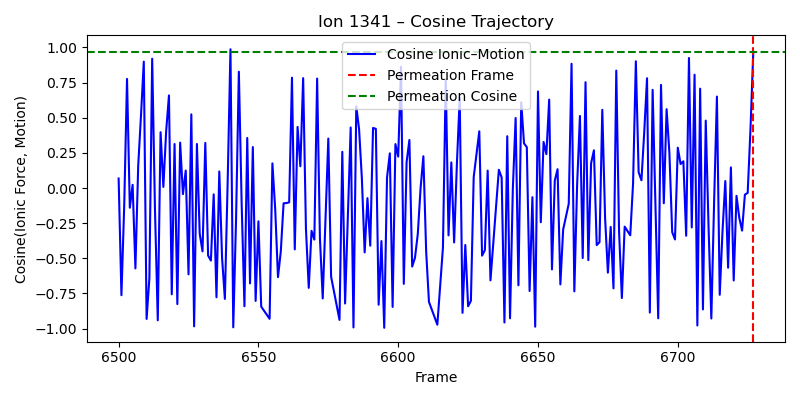 Ion 1341 – Cosine Trajectory
Cosine(Ionic Force, Motion)
1.00
0.75
0.50
0.25
0.00
−0.25
−0.50
−0.75
−1.00
Cosine Ionic–Motion
Permeation Frame
Permeation Cosine
6500 6550 6600 6650 6700
Frame